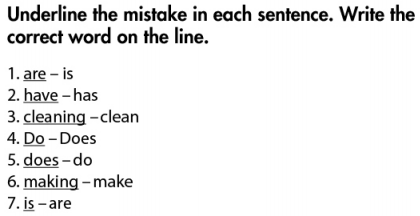 Underline the mistake in each sentence. Write the
correct word on the line.
1. are – is
2. have – has
3. cleaning – clean
4. Do – Does
5. does – do
6. making – make
7. is – are